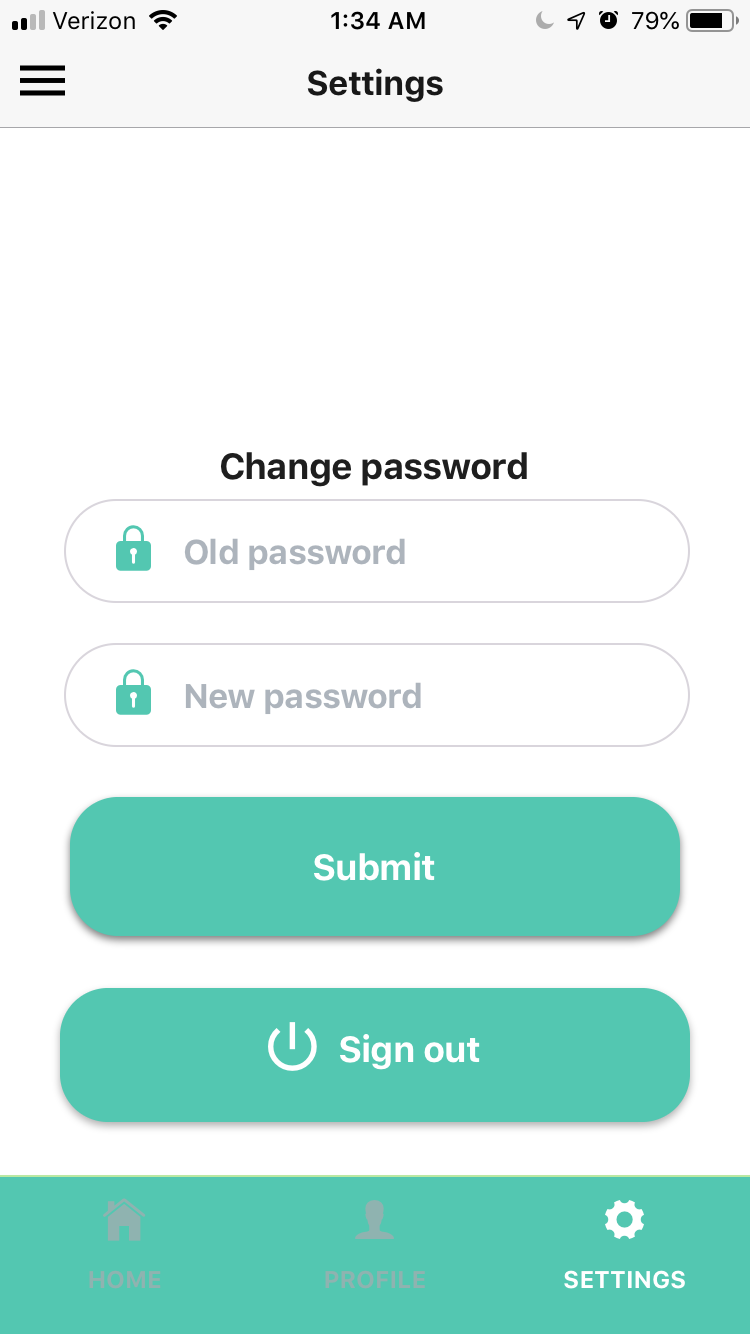 Verizon 1:34 AM 79%
Settings
Change password
Old password
New password
Submit
Sign out
HOME PROFILE SETTINGS